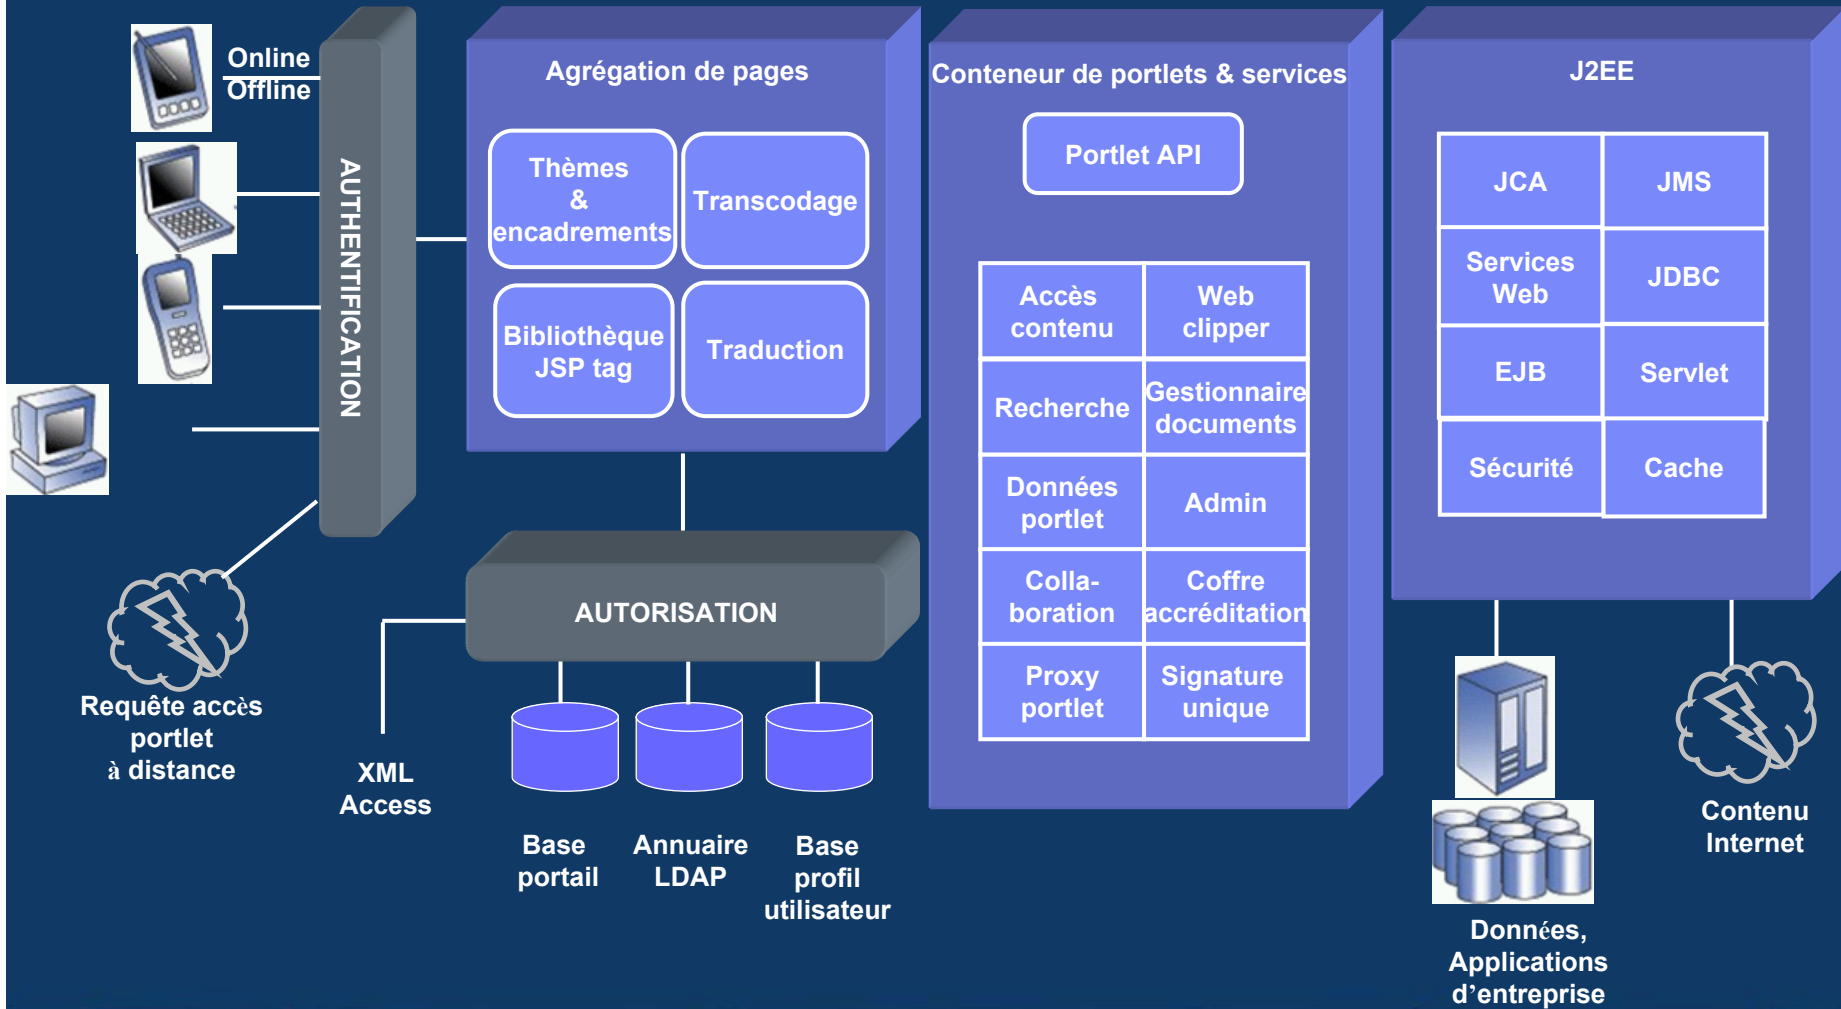 Online
Offline
AUTHENTIFICATION
Requête accès
portlet
à distance
Agrégation de pages
Thèmes
&
encadrements
Transcodage
Bibliothèque
JSP tag
Traduction
AUTORISATION
XML
Access
Base
portail
Annuaire
LDAP
Base
profil
utilisateur
Conteneur de portlets & services
Portlet API
Accès
contenu
Web
clipper
Recherche
Gestionnaire
documents
Données
portlet
Admin
Colla-
boration
Coffre
accréditation
Proxy
portlet
Signature
unique
J2EE
JCA
JMS
Services
Web
JDBC
EJB
Servlet
Sécurité
Cache
Données,
Applications
d’entreprise
Contenu
Internet